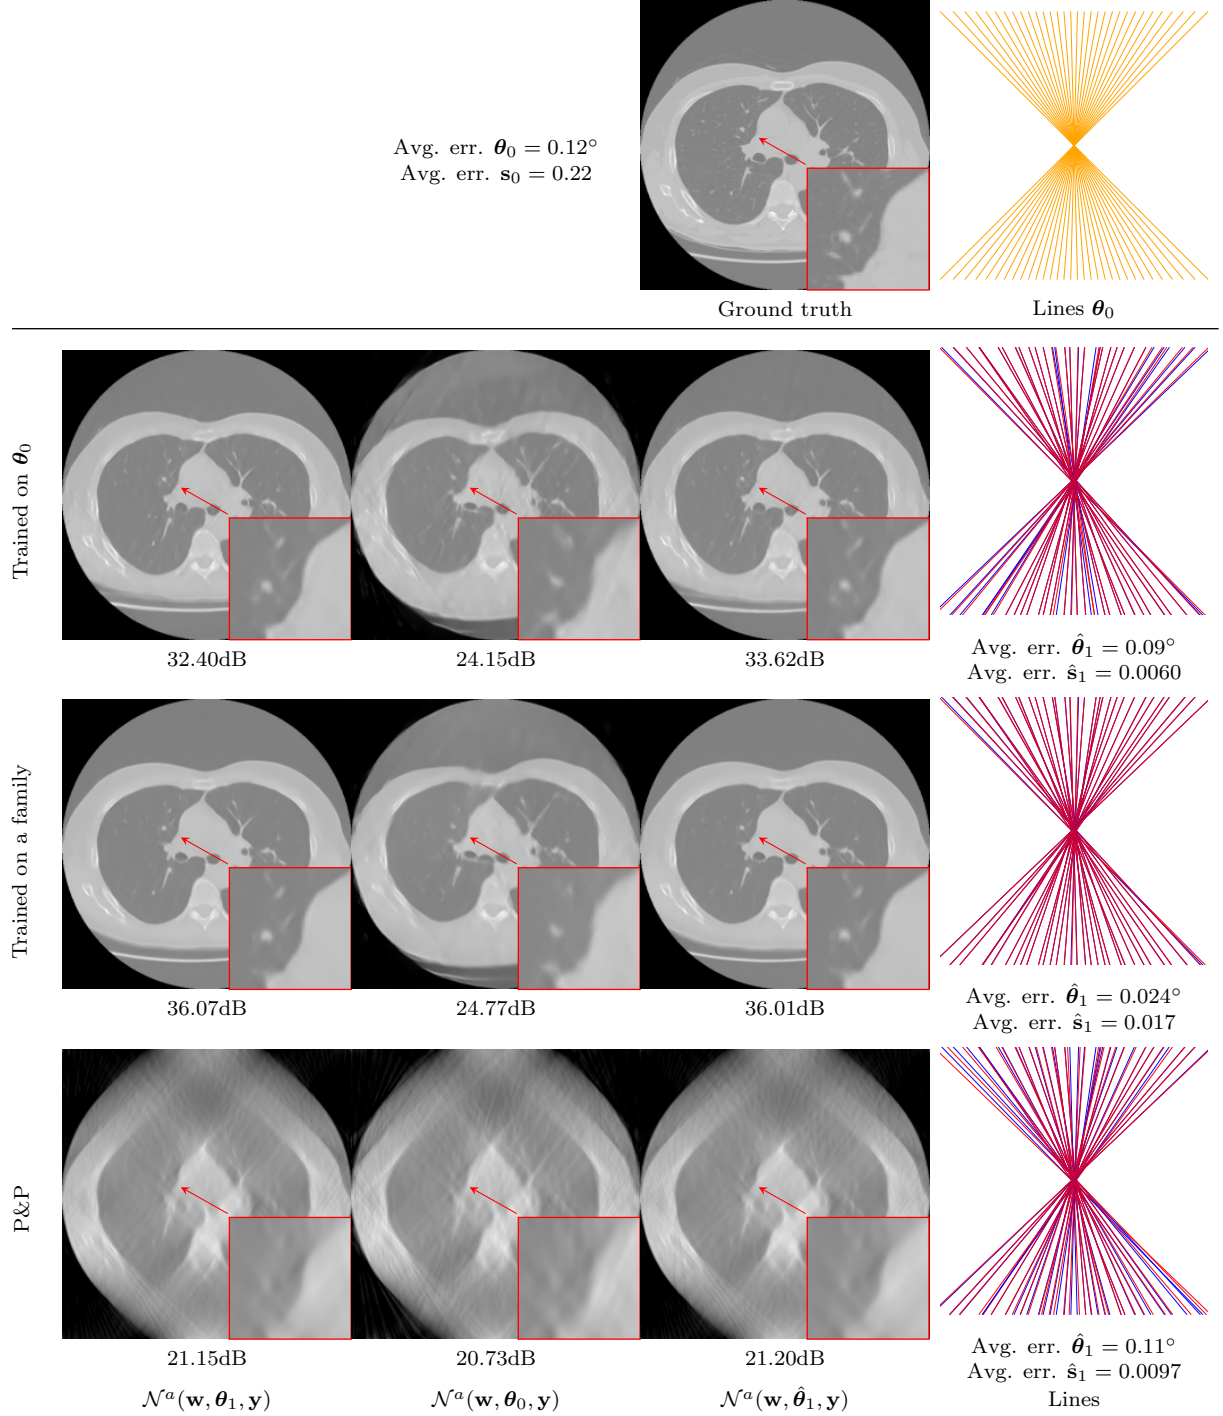 Avg. err. θ₀ = 0.12°
Avg. err. s₀ = 0.22
Ground truth
Lines θ₀
Trained on θ₀
32.40dB
24.15dB
33.62dB
Avg. err. θ̂₁ = 0.09°
Avg. err. ŝ₁ = 0.0060
Trained on a family
36.07dB
24.77dB
36.01dB
Avg. err. θ̂₁ = 0.024°
Avg. err. ŝ₁ = 0.017
P&P
21.15dB
20.73dB
21.20dB
Avg. err. θ̂₁ = 0.11°
Avg. err. ŝ₁ = 0.0097
𝒩ᵃ(w, θ₁, y)
𝒩ᵃ(w, θ₀, y)
𝒩ᵃ(w, θ̂₁, y)
Lines